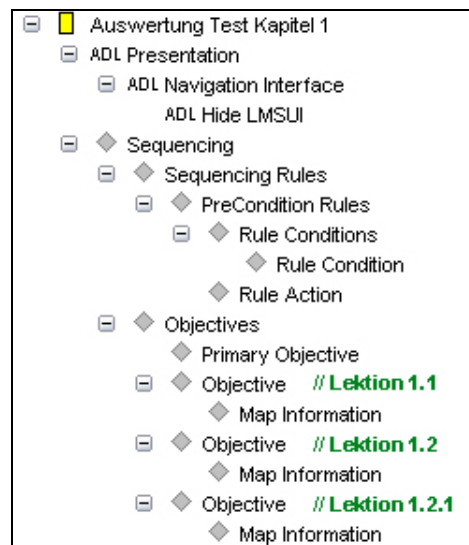 Auswertung Test Kapitel 1
ADL Presentation
ADL Navigation Interface
ADL Hide LMSUI
Sequencing
Sequencing Rules
PreCondition Rules
Rule Conditions
Rule Condition
Rule Action
Objectives
Primary Objective
Objective // Lektion 1.1
Map Information
Objective // Lektion 1.2
Map Information
Objective // Lektion 1.2.1
Map Information